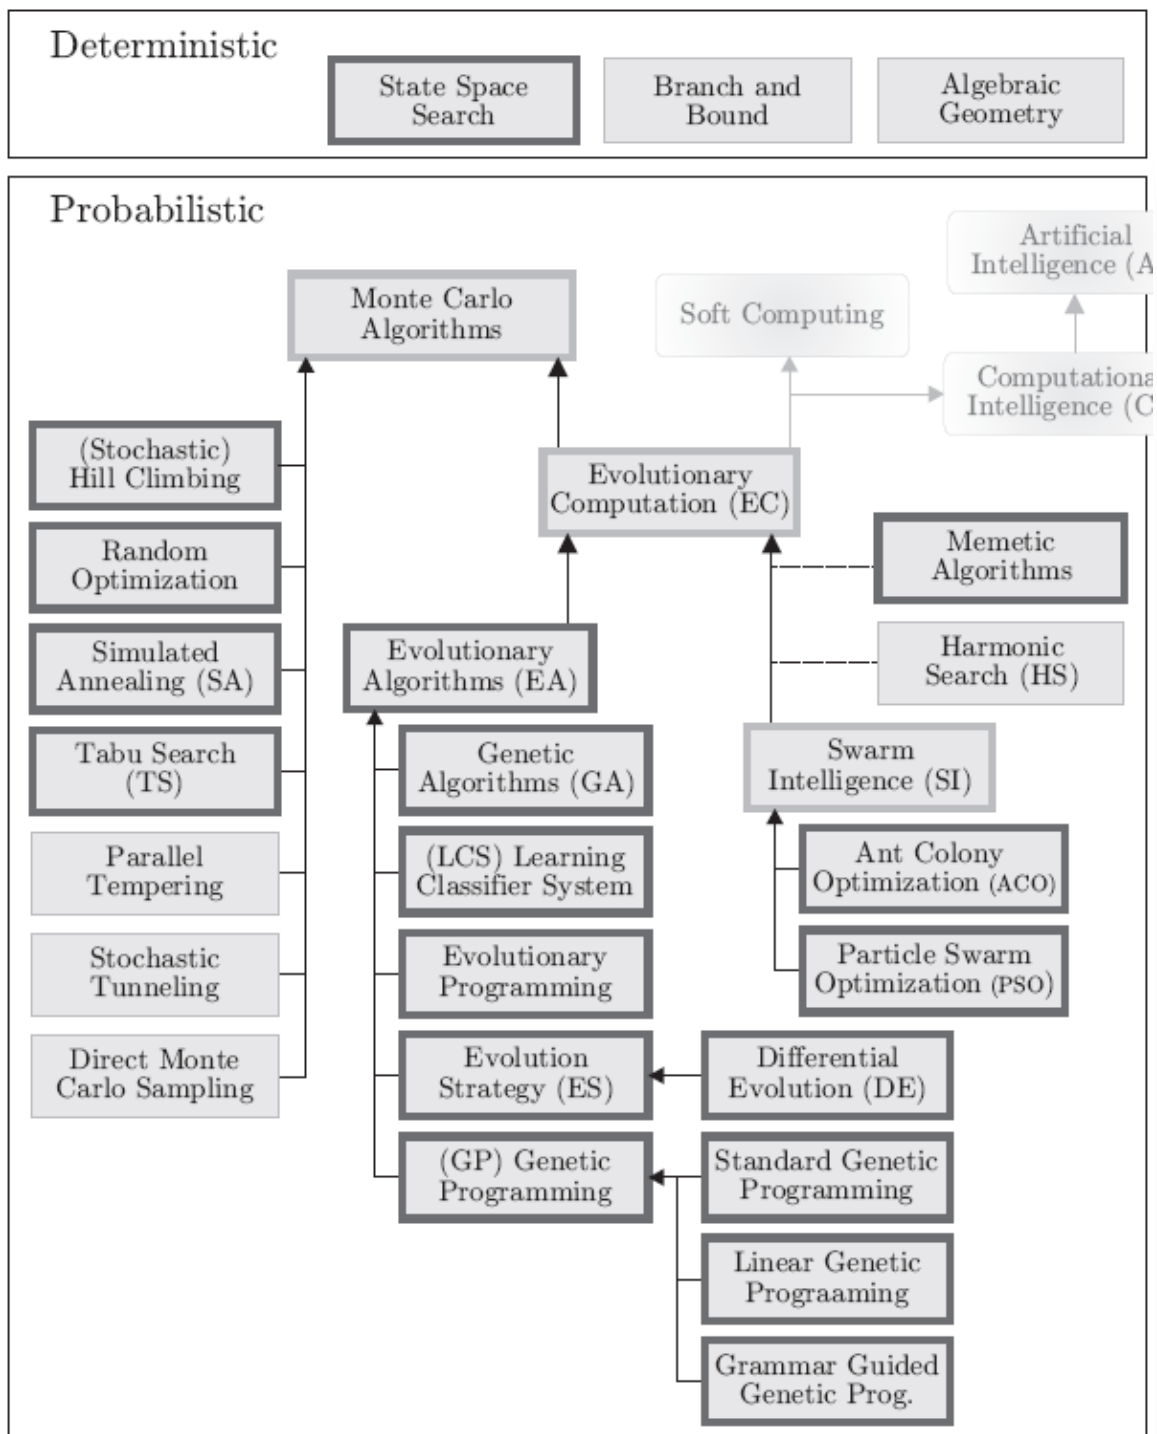 Deterministic
State Space
Search
Branch and
Bound
Algebraic
Geometry
Probabilistic
Artificial
Intelligence (A
Monte Carlo
Algorithms
Soft Computing
Computationa
Intelligence (C
(Stochastic)
Hill Climbing
Evolutionary
Computation (EC)
Random
Optimization
Memetic
Algorithms
Simulated
Annealing (SA)
Evolutionary
Algorithms (EA)
Harmonic
Search (HS)
Tabu Search
(TS)
Genetic
Algorithms (GA)
Swarm
Intelligence (SI)
Parallel
Tempering
(LCS) Learning
Classifier System
Ant Colony
Optimization (ACO)
Stochastic
Tunneling
Evolutionary
Programming
Particle Swarm
Optimization (PSO)
Direct Monte
Carlo Sampling
Evolution
Strategy (ES)
Differential
Evolution (DE)
(GP) Genetic
Programming
Standard Genetic
Programming
Linear Genetic
Prograaming
Grammar Guided
Genetic Prog.